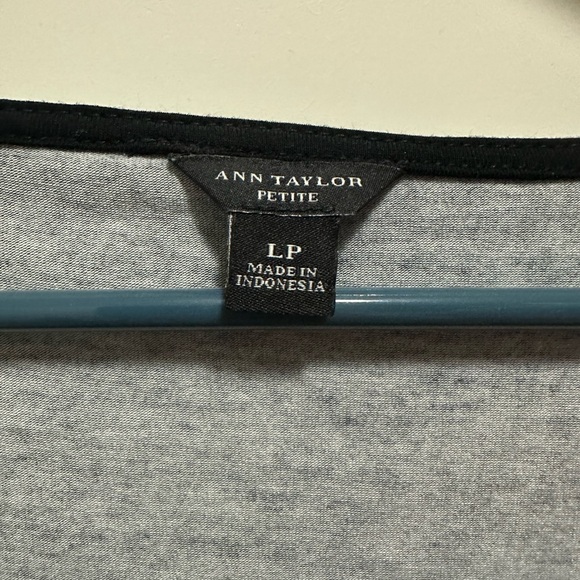 ANN TAYLOR
PETITE
LP
MADE IN
INDONESIA